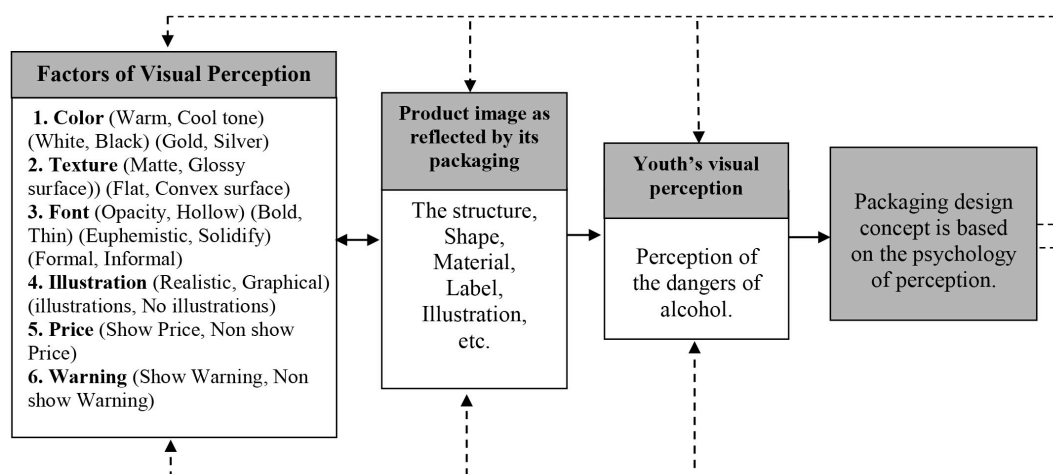 Factors of Visual Perception
1. Color (Warm, Cool tone)
(White, Black) (Gold, Silver)
2. Texture (Matte, Glossy
surface)) (Flat, Convex surface)
3. Font (Opacity, Hollow) (Bold,
Thin) (Euphemistic, Solidify)
(Formal, Informal)
4. Illustration (Realistic, Graphical)
(illustrations, No illustrations)
5. Price (Show Price, Non show
Price)
6. Warning (Show Warning, Non
show Warning)
Product image as
reflected by its
packaging
The structure,
Shape,
Material,
Label,
Illustration,
etc.
Youth's visual
perception
Perception of
the dangers of
alcohol.
Packaging design
concept is based
on the psychology
of perception.